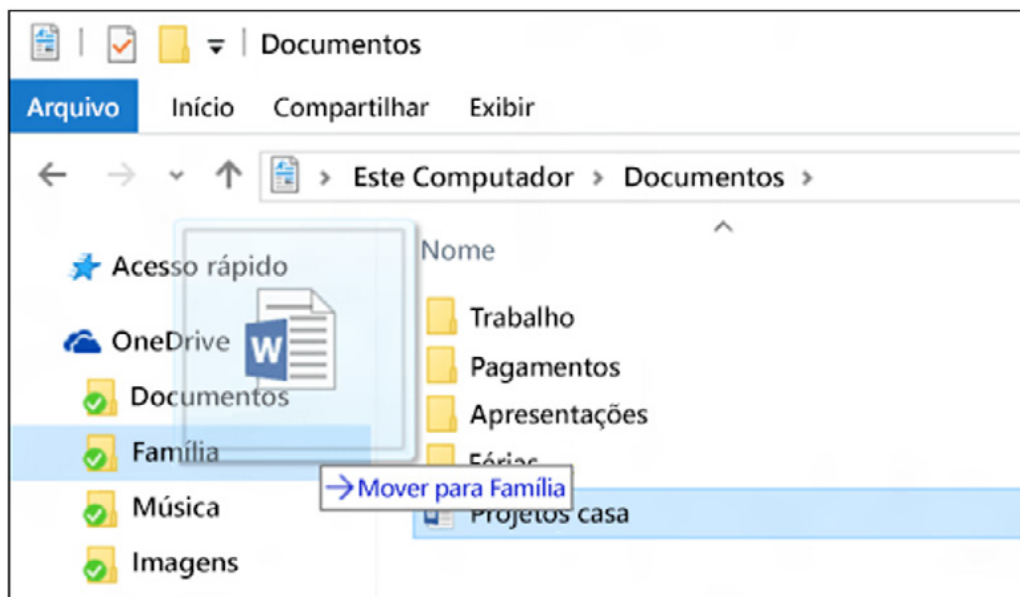 Documentos
Arquivo Início Compartilhar Exibir
Este Computador > Documentos >
Acesso rápido
OneDrive
Documentos
Família
Música
Imagens
Nome
Trabalho
Pagamentos
Apresentações
Férias
Projetos casa
W
→Mover para Família